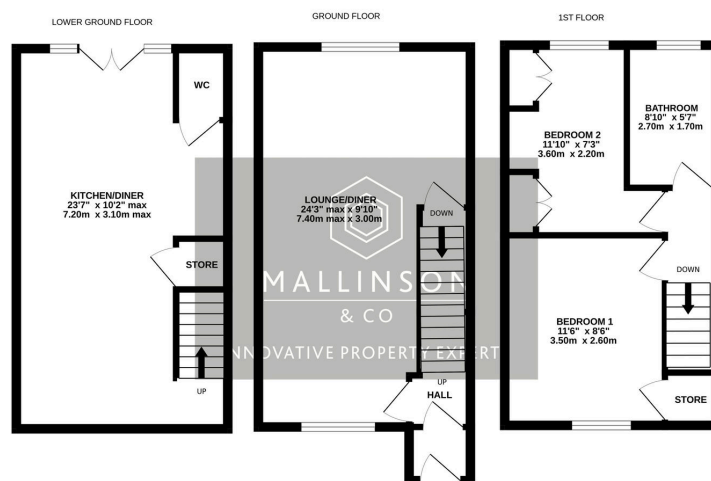 LOWER GROUND FLOOR
WC
KITCHEN/DINER
23'7" x 10'2" max
7.20m x 3.10m max
STORE
UP
GROUND FLOOR
LOUNGE/DINER
24'3" max x 9'10"
7.40m max x 3.00m
DOWN
UP
HALL
1ST FLOOR
BATHROOM
8'10" x 5'7"
2.70m x 1.70m
BEDROOM 2
11'10" x 7'3"
3.60m x 2.20m
DOWN
BEDROOM 1
11'6" x 8'6"
3.50m x 2.60m
STORE
MALLINSON
& CO
INNOVATIVE PROPERTY EXPERT